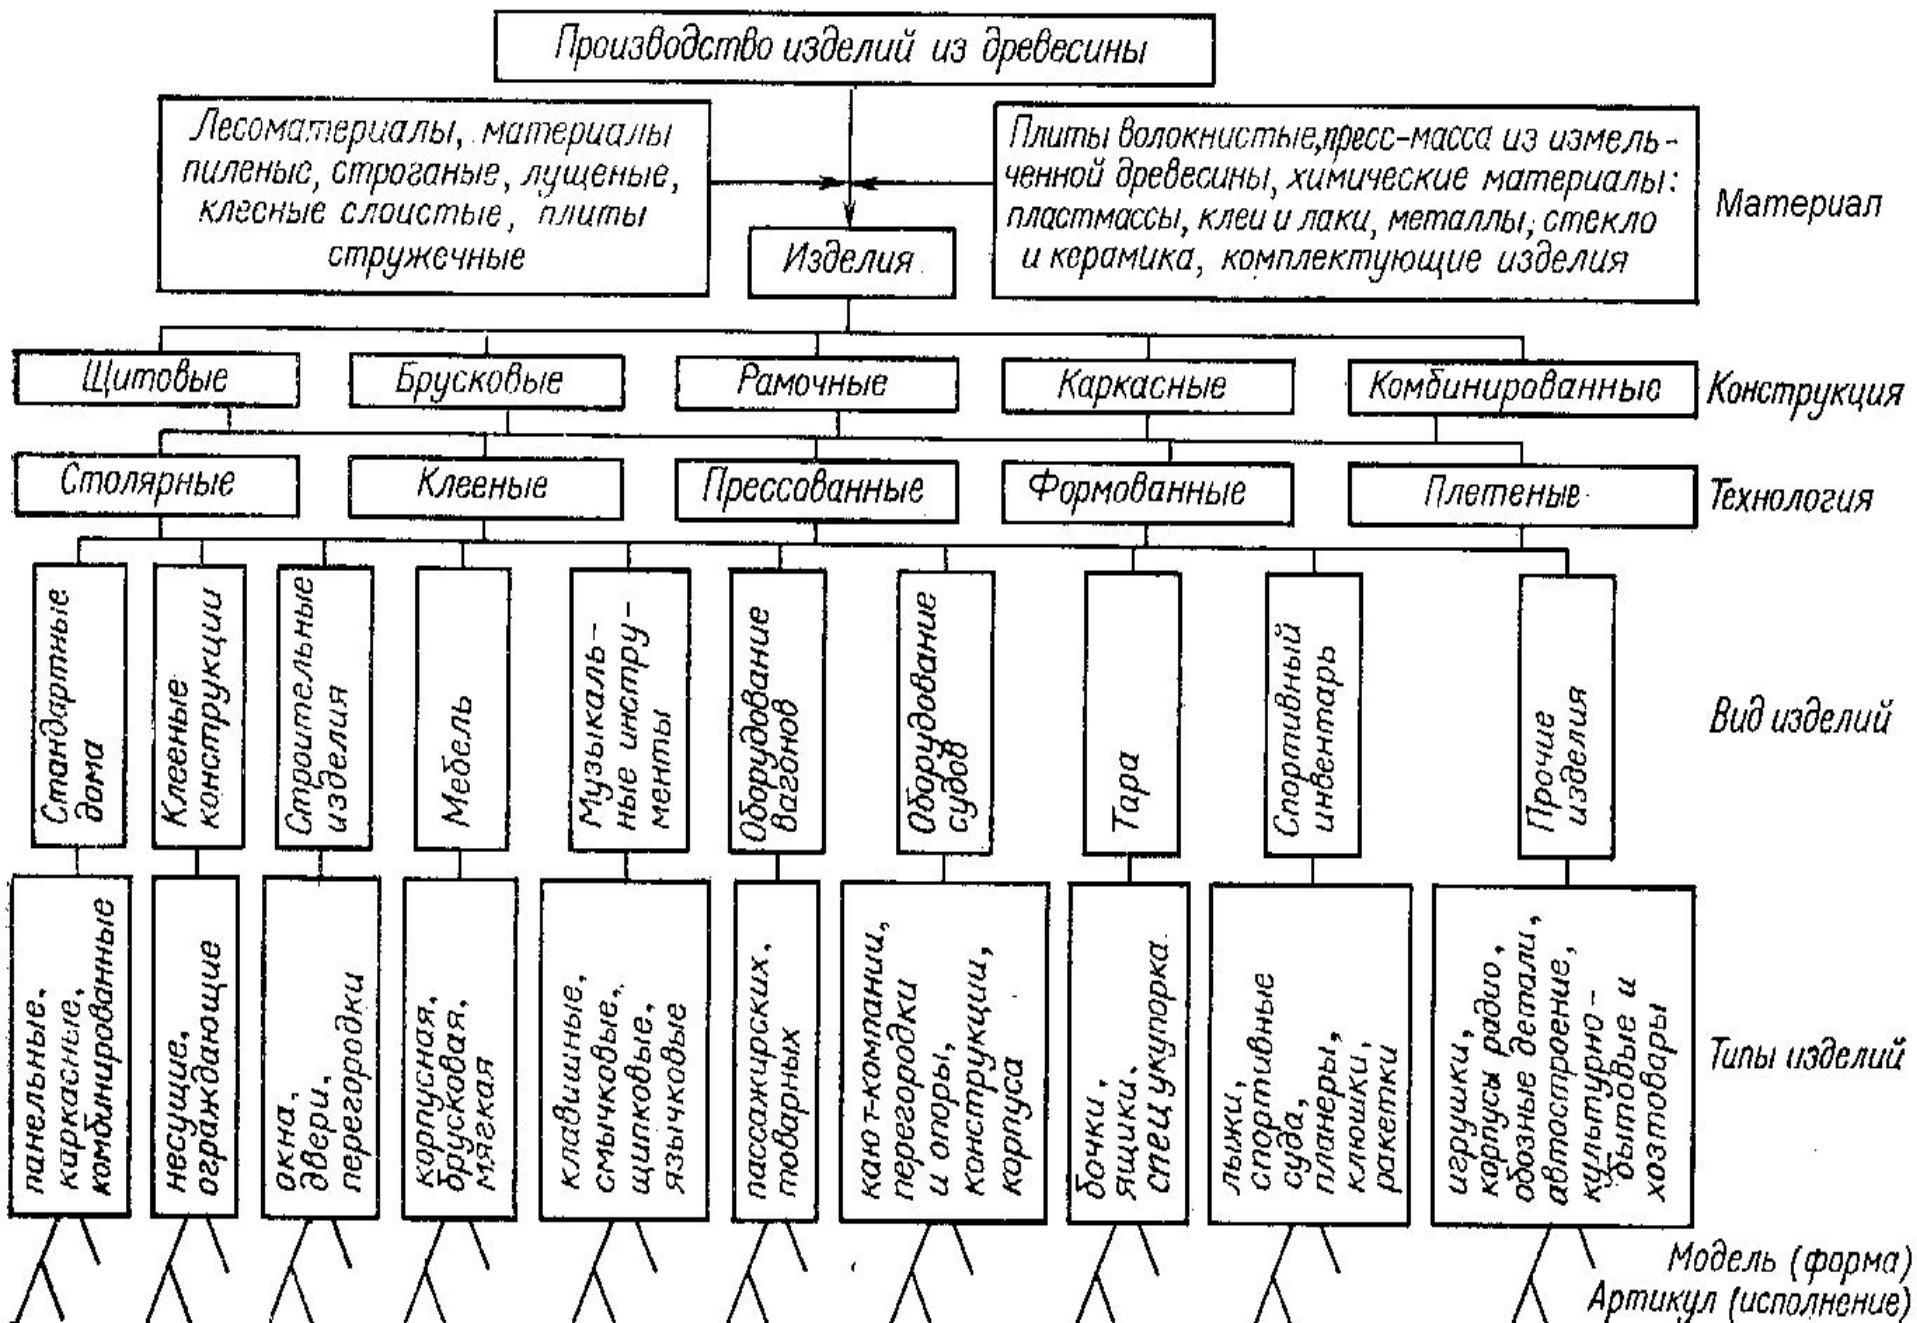 Производство изделий из древесины
Лесоматериалы, материалы
пиленые, строганые, лущеные,
клееные слоистые, плиты
стружечные
Плиты волокнистые, пресс-масса из измель-
ченной древесины, химические материалы:
пластмассы, клеи и лаки, металлы, стекло
и керамика, комплектующие изделия
Материал
Изделия
Щитовые
Брусковые
Рамочные
Каркасные
Комбинированные
Конструкция
Столярные
Клееные
Прессованные
Формованные
Плетеные
Технология
Стандартные
дома
Клееные
конструкции
Строительные
изделия
Мебель
Музыкаль-
ные инстру-
менты
Оборудование
вагонов
Оборудование
судов
Тара
Спортивный
инвентарь
Прочие
изделия
Вид изделий
панельные,
каркасные,
комбинированные
несущие,
ограждающие
окна,
двери,
перегородки
корпусная,
брусковая,
мягкая
клавишные,
смычковые,
щипковые,
язычковые
пассажирских,
товарных
кают-компании,
перегородки
и опоры,
конструкции,
корпуса
бочки,
ящики,
спецукупорка
лыжи,
спортивные
суда,
планеры,
клюшки,
ракетки
игрушки,
корпусы радио,
обозные детали,
автостроение,
культурно-
бытовые и
хозтовары
Типы изделий
Модель (форма)
Артикул (исполнение)